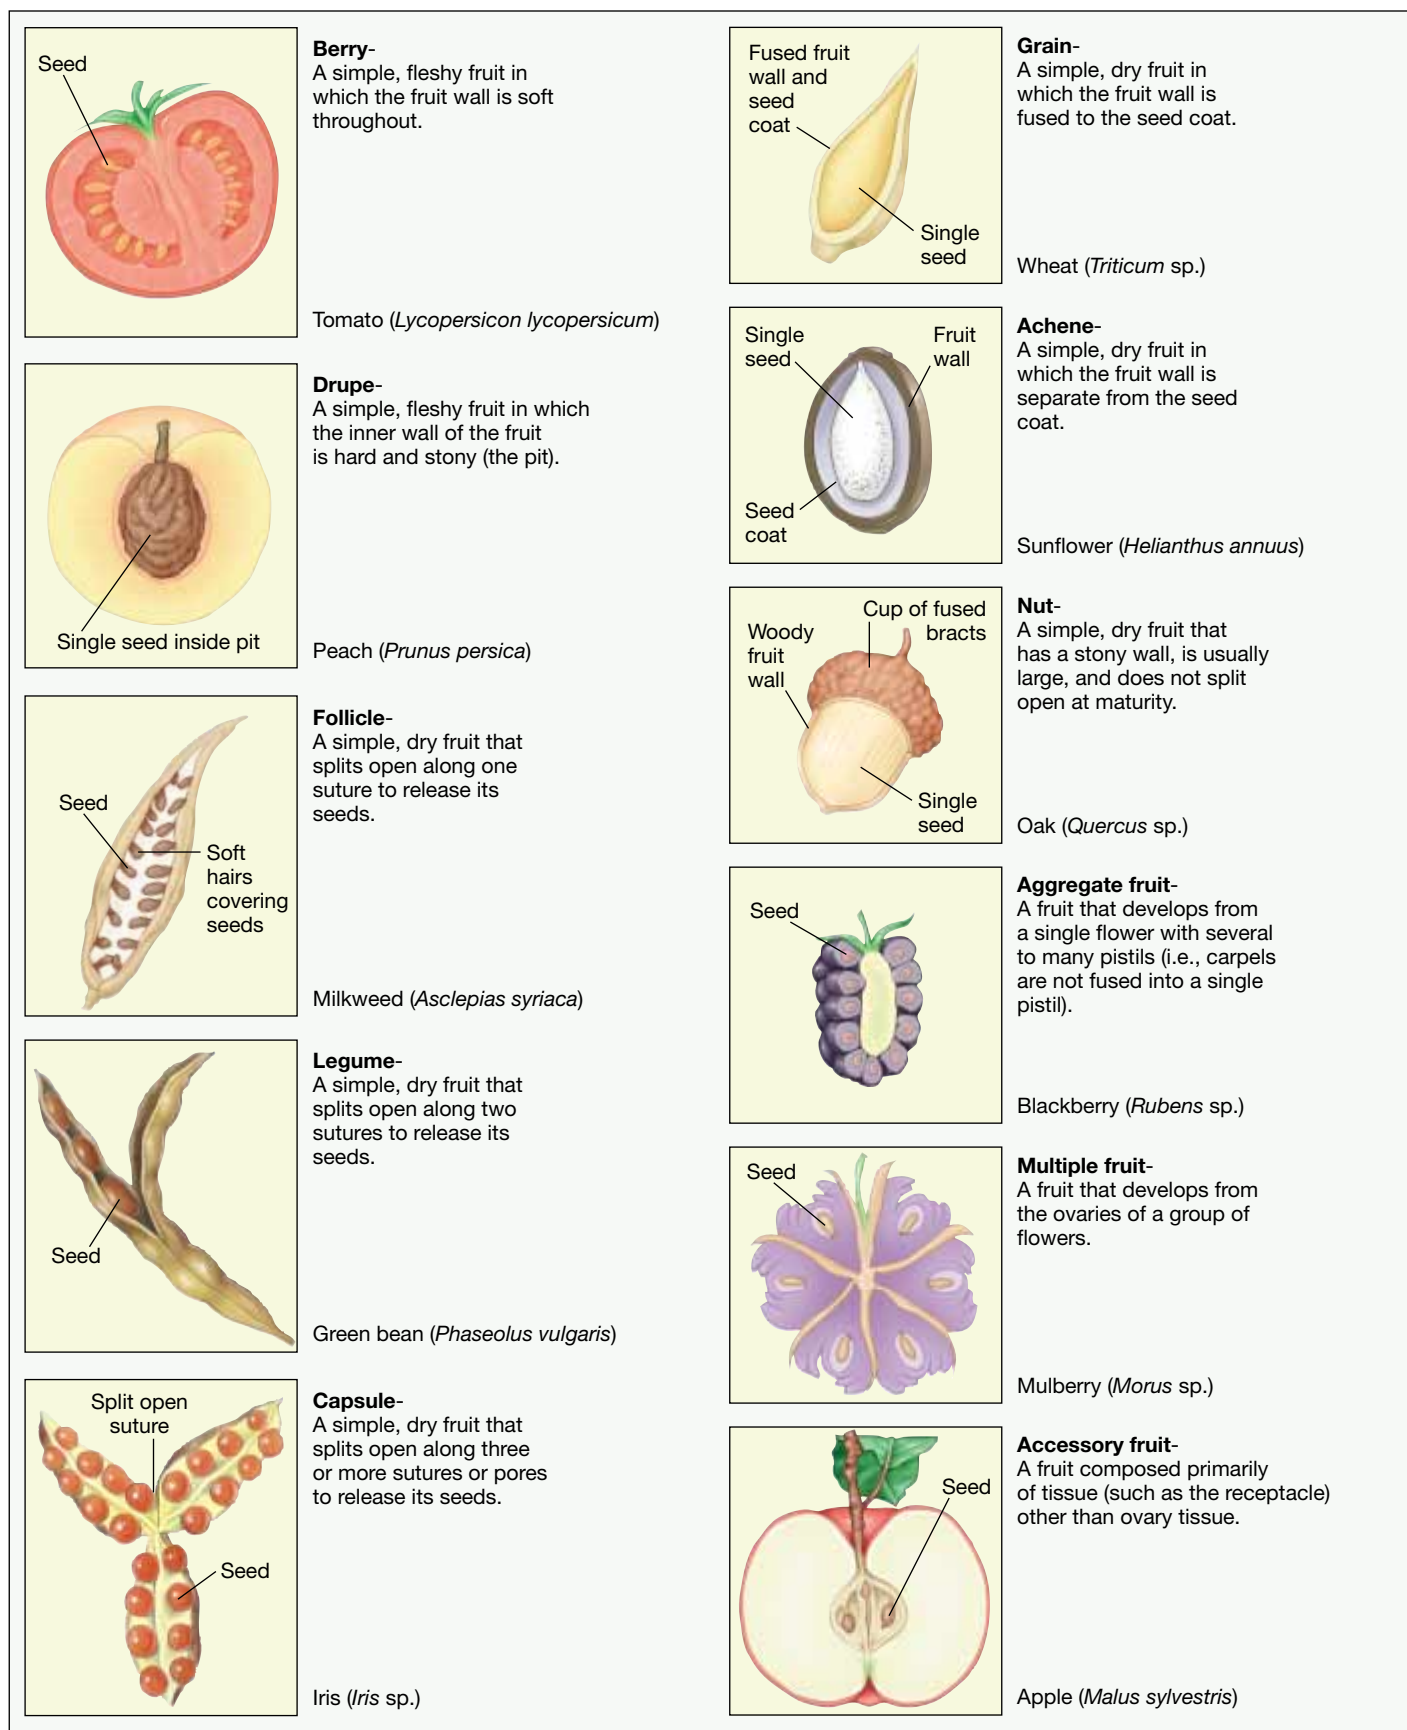 Seed
Berry-
A simple, fleshy fruit in
which the fruit wall is soft
throughout.
Tomato (Lycopersicon lycopersicum)
Single seed inside pit
Drupe-
A simple, fleshy fruit in which
the inner wall of the fruit
is hard and stony (the pit).
Peach (Prunus persica)
Seed
Soft
hairs
covering
seeds
Follicle-
A simple, dry fruit that
splits open along one
suture to release its
seeds.
Milkweed (Asclepias syriaca)
Seed
Legume-
A simple, dry fruit that
splits open along two
sutures to release its
seeds.
Green bean (Phaseolus vulgaris)
Split open
suture
Seed
Capsule-
A simple, dry fruit that
splits open along three
or more sutures or pores
to release its seeds.
Iris (Iris sp.)
Fused fruit
wall and
seed
coat
Single
seed
Grain-
A simple, dry fruit in
which the fruit wall is
fused to the seed coat.
Wheat (Triticum sp.)
Single
seed
Fruit
wall
Seed
coat
Achene-
A simple, dry fruit in
which the fruit wall is
separate from the seed
coat.
Sunflower (Helianthus annuus)
Cup of fused
bracts
Woody
fruit
wall
Single
seed
Nut-
A simple, dry fruit that
has a stony wall, is usually
large, and does not split
open at maturity.
Oak (Quercus sp.)
Seed
Aggregate fruit-
A fruit that develops from
a single flower with several
to many pistils (i.e., carpels
are not fused into a single
pistil).
Blackberry (Rubens sp.)
Seed
Multiple fruit-
A fruit that develops from
the ovaries of a group of
flowers.
Mulberry (Morus sp.)
Seed
Accessory fruit-
A fruit composed primarily
of tissue (such as the receptacle)
other than ovary tissue.
Apple (Malus sylvestris)